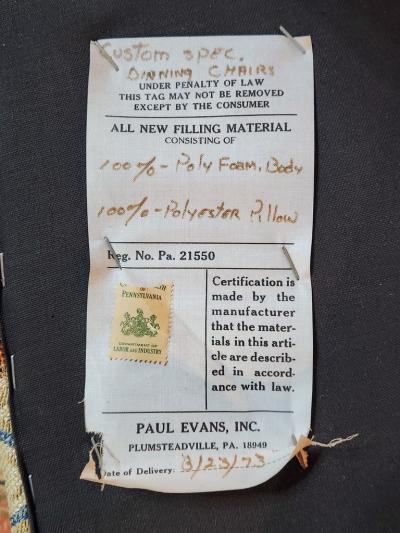 Custom Spec.
Dinning Chairs
UNDER PENALTY OF LAW
THIS TAG MAY NOT BE REMOVED
EXCEPT BY THE CONSUMER
ALL NEW FILLING MATERIAL
CONSISTING OF
100% - Poly Foam, Body
100% - Polyester Pillow
Reg. No. Pa. 21550
OF
PENNSYLVANIA
DEPARTMENT OF
LABOR AND INDUSTRY
Certification is
made by the
manufacturer
that the mater-
ials in this arti-
cle are describ-
ed in accord-
ance with law.
PAUL EVANS, INC.
PLUMSTEADVILLE, PA. 18949
Date of Delivery: 3/23/73